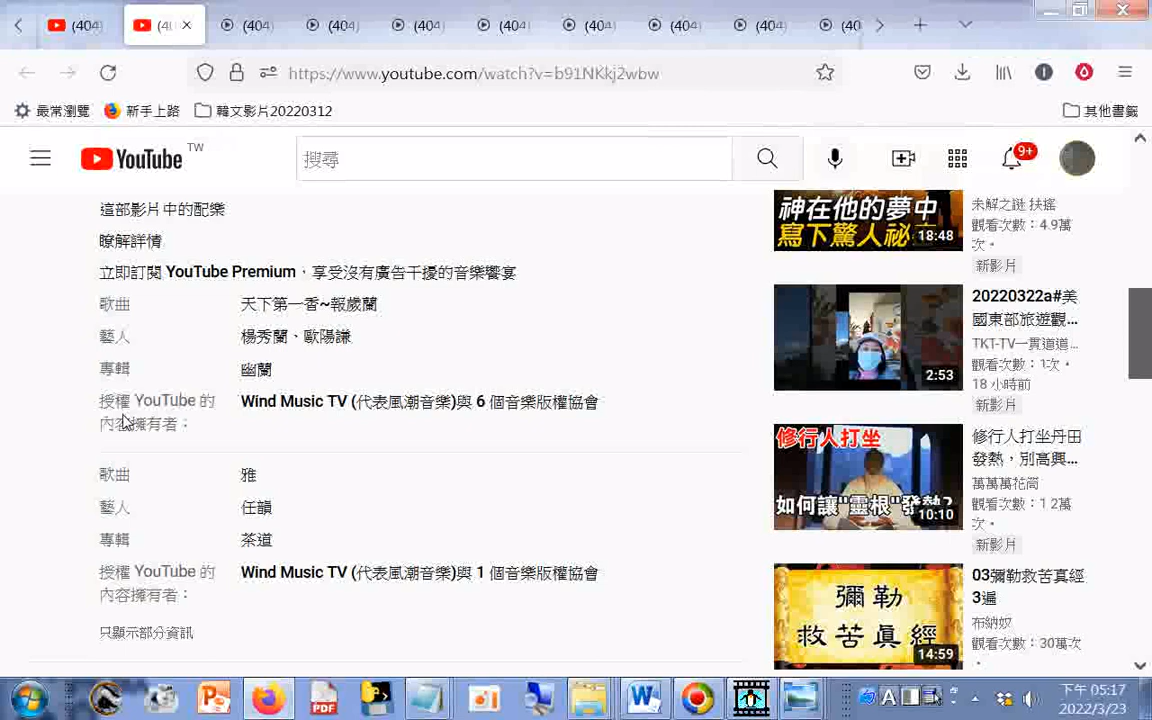 (404)
(40
(404)
(404)
(404)
(404)
(404)
(404)
(404)
(40
https://www.youtube.com/watch?v=b91NKkj2wbw
最常瀏覽
新手上路
韓文影片20220312
其他書籤
YouTube TW
搜尋
9+
這部影片中的配樂
瞭解詳情
立即訂閱 YouTube Premium，享受沒有廣告干擾的音樂饗宴
歌曲 天下第一香~報歲蘭
藝人 楊秀蘭、歐陽謙
專輯 幽蘭
授權 YouTube 的 Wind Music TV (代表風潮音樂)與 6 個音樂版權協會
內容擁有者：
歌曲 雅
藝人 任韻
專輯 茶道
授權 YouTube 的 Wind Music TV (代表風潮音樂)與 1 個音樂版權協會
內容擁有者：
只顯示部分資訊
神在他的夢中
寫下驚人祕
18:48
未解之謎 扶搖
觀看次數：4.9萬
次 •
新影片
2:53
20220322a#美
國東部旅遊觀...
TKT-TV一貫道道...
觀看次數：1次 •
18 小時前
新影片
修行人打坐
如何讓"靈根"發熱?
10:10
修行人打坐丹田
發熱，別高興...
萬萬萬花筒
觀看次數：1.2萬
次 •
新影片
彌勒
救苦真經
14:59
03彌勒救苦真經
3遍
布納奴
觀看次數：30萬次
•
PDF
W
A
下午 05:17
2022/3/23